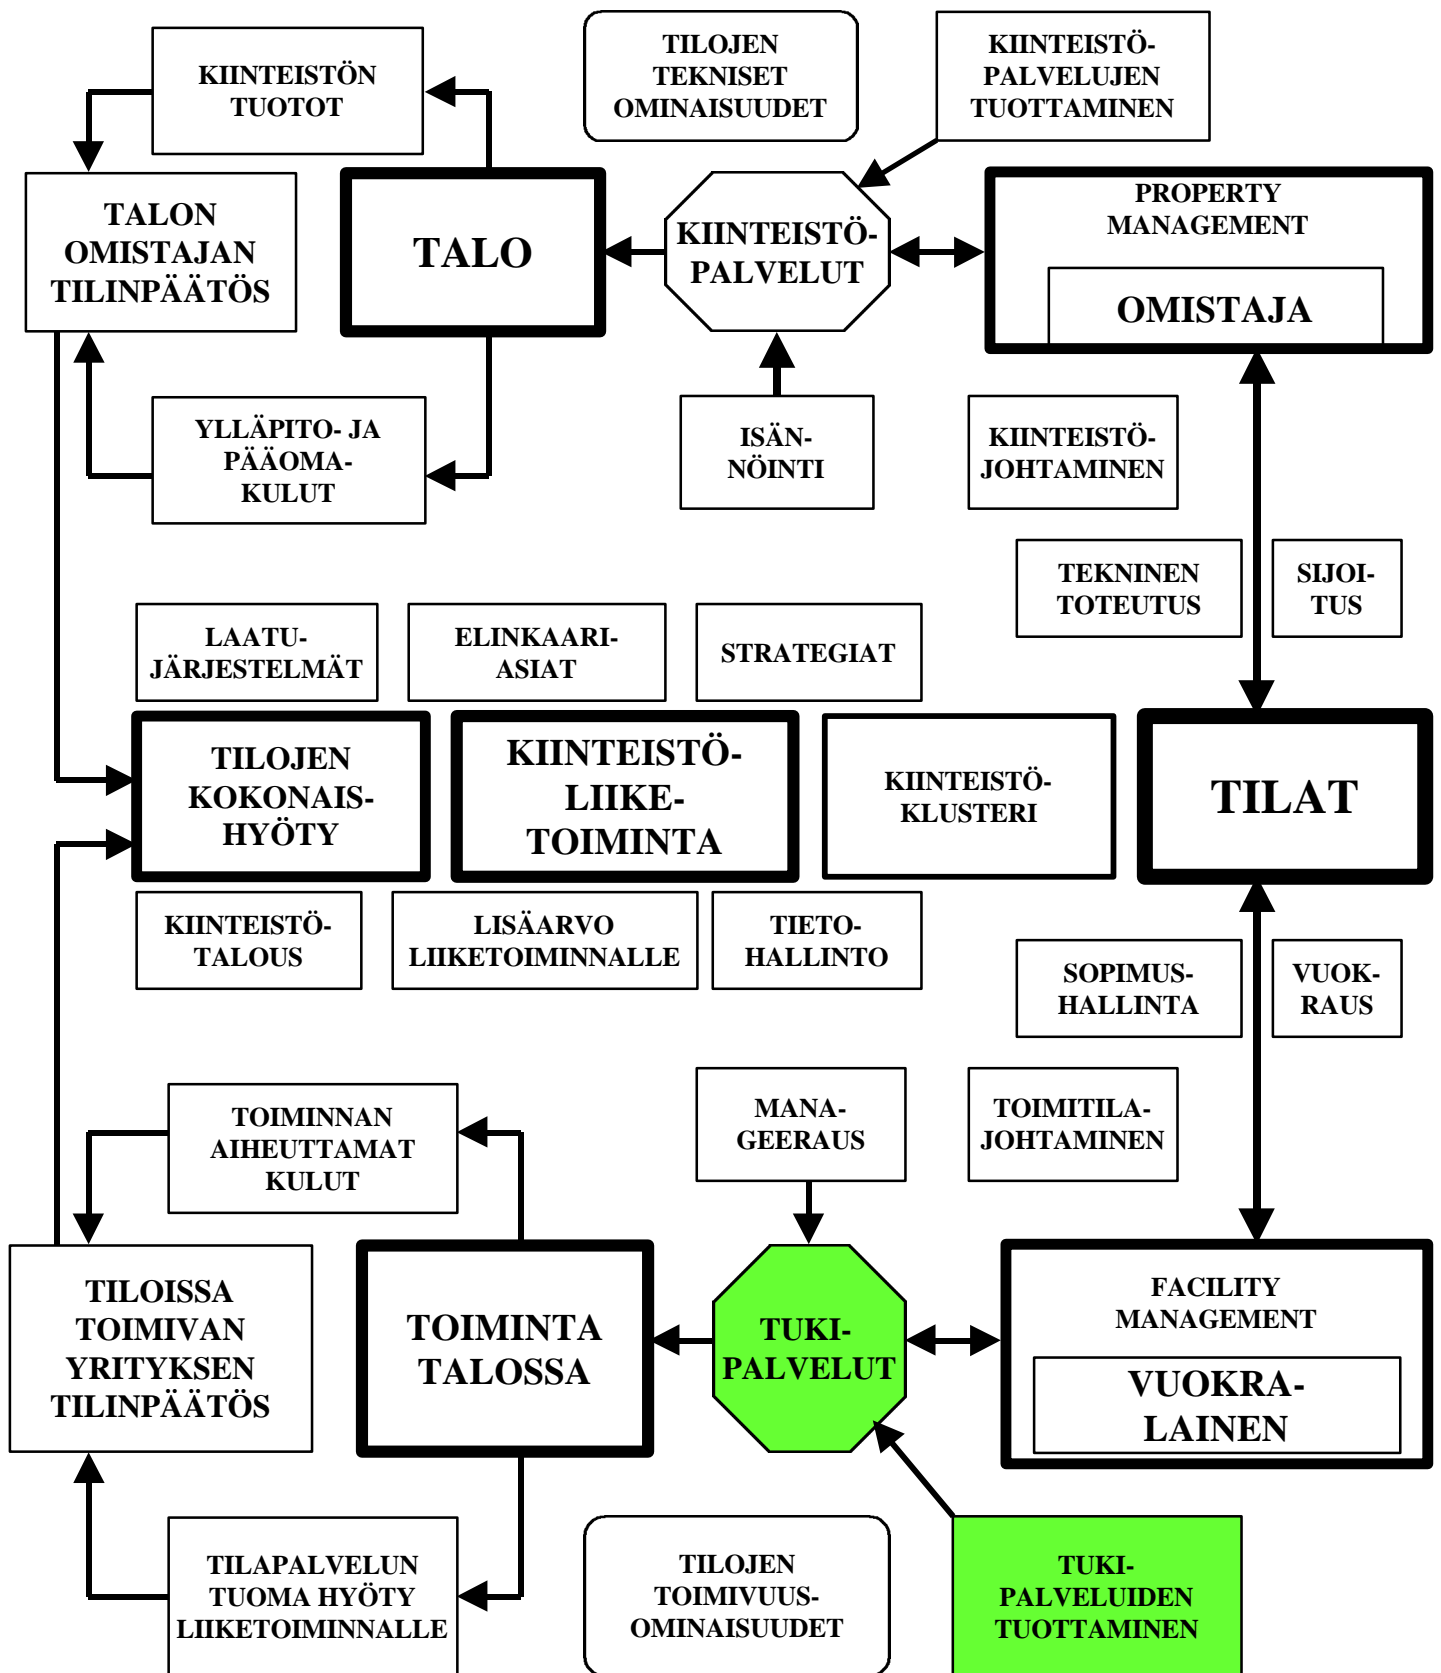 KIINTEISTÖN
TUOTOT
TILOJEN
TEKNISET
OMINAISUUDET
KIINTEISTÖ-
PALVELUJEN
TUOTTAMINEN
TALON
OMISTAJAN
TILINPÄÄTÖS
TALO
KIINTEISTÖ-
PALVELUT
PROPERTY
MANAGEMENT
OMISTAJA
YLLÄPITO- JA
PÄÄOMA-
KULUT
ISÄN-
NÖINTI
KIINTEISTÖ-
JOHTAMINEN
TEKNINEN
TOTEUTUS
SIJOI-
TUS
LAATU-
JÄRJESTELMÄT
ELINKAARI-
ASIAT
STRATEGIAT
TILOJEN
KOKONAIS-
HYÖTY
KIINTEISTÖ-
LIIKE-
TOIMINTA
KIINTEISTÖ-
KLUSTERI
TILAT
KIINTEISTÖ-
TALOUS
LISÄARVO
LIIKETOIMINNALLE
TIETO-
HALLINTO
SOPIMUS-
HALLINTA
VUOK-
RAUS
TOIMINNAN
AIHEUTTAMAT
KULUT
MANA-
GEERAUS
TOIMITILA-
JOHTAMINEN
TILOISSA
TOIMIVAN
YRITYKSEN
TILINPÄÄTÖS
TOIMINTA
TALOSSA
TUKI-
PALVELUT
FACILITY
MANAGEMENT
VUOKRA-
LAINEN
TILAPALVELUN
TUOMA HYÖTY
LIIKETOIMINNALLE
TILOJEN
TOIMIVUUS-
OMINAISUUDET
TUKI-
PALVELUIDEN
TUOTTAMINEN